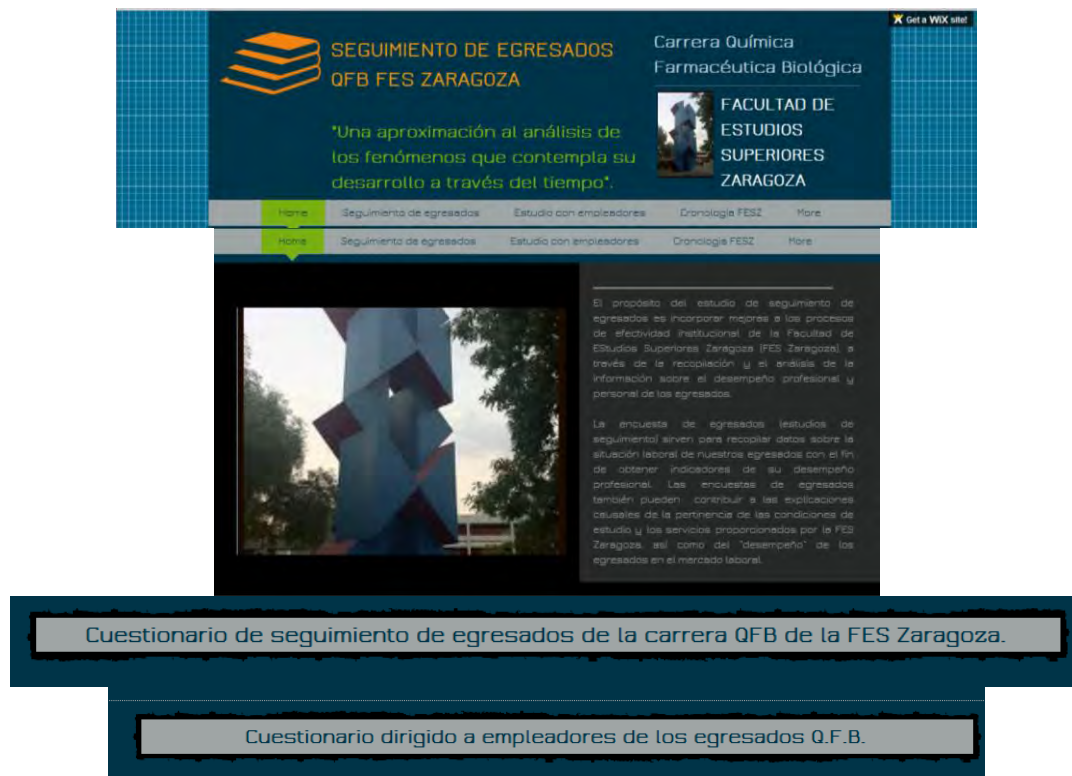 Get a WiX site!
SEGUIMIENTO DE EGRESADOS
QFB FES ZARAGOZA
"Una aproximación al análisis de
los fenómenos que contempla su
desarrollo a través del tiempo".
Carrera Química
Farmacéutica Biológica
FACULTAD DE
ESTUDIOS
SUPERIORES
ZARAGOZA
Home Seguimiento de egresados Estudio con empleadores Cronología FESZ More
Home Seguimiento de egresados Estudio con empleadores Cronología FESZ More
El propósito del estudio de seguimiento de
egresados es incorporar mejoras a los procesos
de efectividad institucional de la Facultad de
EStudios Superiores Zaragoza (FES Zaragoza), a
través de la recopilación y el análisis de la
información sobre el desempeño profesional y
personal de los egresados.
La encuesta de egresados (estudios de
seguimiento) sirven para recopilar datos sobre la
situación laboral de nuestros egresados con el fin
de obtener indicadores de su desempeño
profesional. Las encuestas de egresados
también pueden contribuir a las explicaciones
causales de la pertinencia de las condiciones de
estudio y los servicios proporcionados por la FES
Zaragoza, así como del "desempeño" de los
egresados en el mercado laboral.
Cuestionario de seguimiento de egresados de la carrera QFB de la FES Zaragoza.
Cuestionario dirigido a empleadores de los egresados Q.F.B.